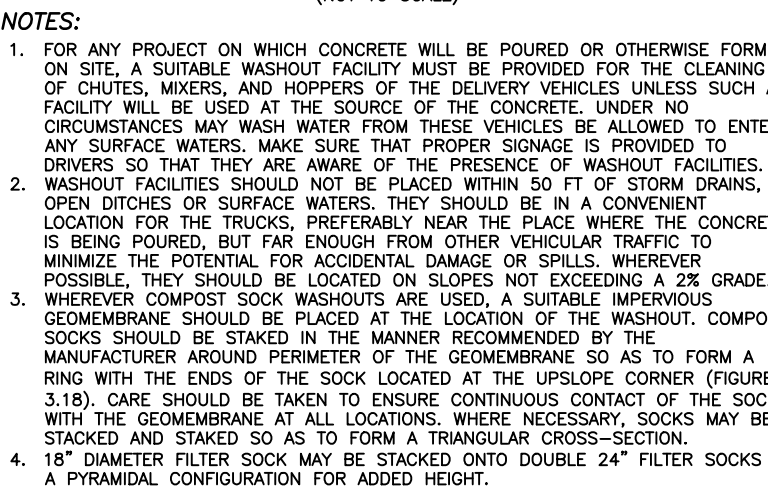 (NOT TO SCALE)
NOTES:
1. FOR ANY PROJECT ON WHICH CONCRETE WILL BE POURED OR OTHERWISE FORM
ON SITE, A SUITABLE WASHOUT FACILITY MUST BE PROVIDED FOR THE CLEANING
OF CHUTES, MIXERS, AND HOPPERS OF THE DELIVERY VEHICLES UNLESS SUCH A
FACILITY WILL BE USED AT THE SOURCE OF THE CONCRETE. UNDER NO
CIRCUMSTANCES MAY WASH WATER FROM THESE VEHICLES BE ALLOWED TO ENTE
ANY SURFACE WATERS. MAKE SURE THAT PROPER SIGNAGE IS PROVIDED TO
DRIVERS SO THAT THEY ARE AWARE OF THE PRESENCE OF WASHOUT FACILITIES.
2. WASHOUT FACILITIES SHOULD NOT BE PLACED WITHIN 50 FT OF STORM DRAINS,
OPEN DITCHES OR SURFACE WATERS. THEY SHOULD BE IN A CONVENIENT
LOCATION FOR THE TRUCKS, PREFERABLY NEAR THE PLACE WHERE THE CONCRET
IS BEING POURED, BUT FAR ENOUGH FROM OTHER VEHICULAR TRAFFIC TO
MINIMIZE THE POTENTIAL FOR ACCIDENTAL DAMAGE OR SPILLS. WHEREVER
POSSIBLE, THEY SHOULD BE LOCATED ON SLOPES NOT EXCEEDING A 2% GRADE.
3. WHEREVER COMPOST SOCK WASHOUTS ARE USED, A SUITABLE IMPERVIOUS
GEOMEMBRANE SHOULD BE PLACED AT THE LOCATION OF THE WASHOUT. COMPO
SOCKS SHOULD BE STAKED IN THE MANNER RECOMMENDED BY THE
MANUFACTURER AROUND PERIMETER OF THE GEOMEMBRANE SO AS TO FORM A
RING WITH THE ENDS OF THE SOCK LOCATED AT THE UPSLOPE CORNER (FIGURE
3.18). CARE SHOULD BE TAKEN TO ENSURE CONTINUOUS CONTACT OF THE SOC
WITH THE GEOMEMBRANE AT ALL LOCATIONS. WHERE NECESSARY, SOCKS MAY BE
STACKED AND STAKED SO AS TO FORM A TRIANGULAR CROSS-SECTION.
4. 18" DIAMETER FILTER SOCK MAY BE STACKED ONTO DOUBLE 24" FILTER SOCKS
A PYRAMIDAL CONFIGURATION FOR ADDED HEIGHT.